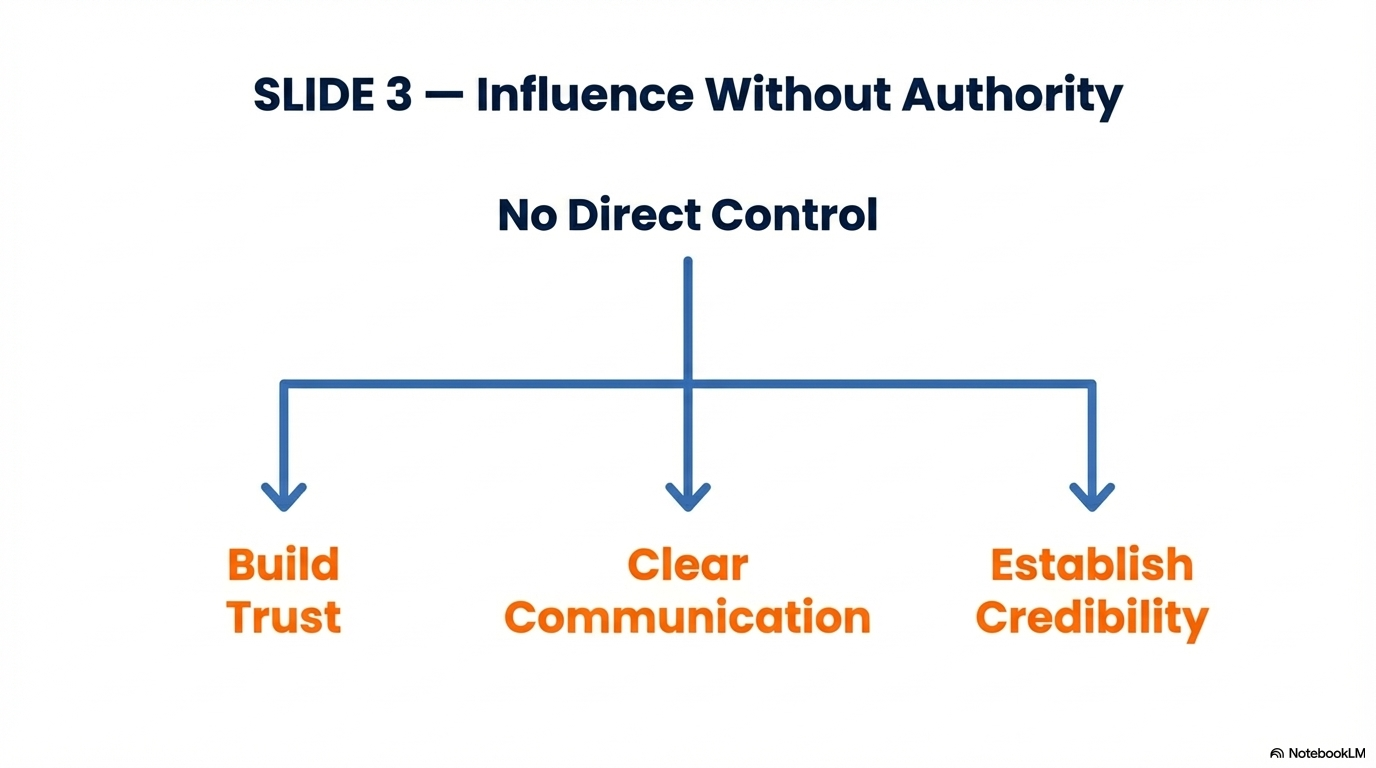 SLIDE 3 — Influence Without Authority
No Direct Control
Build
Trust
Clear
Communication
Establish
Credibility
NotebookLM